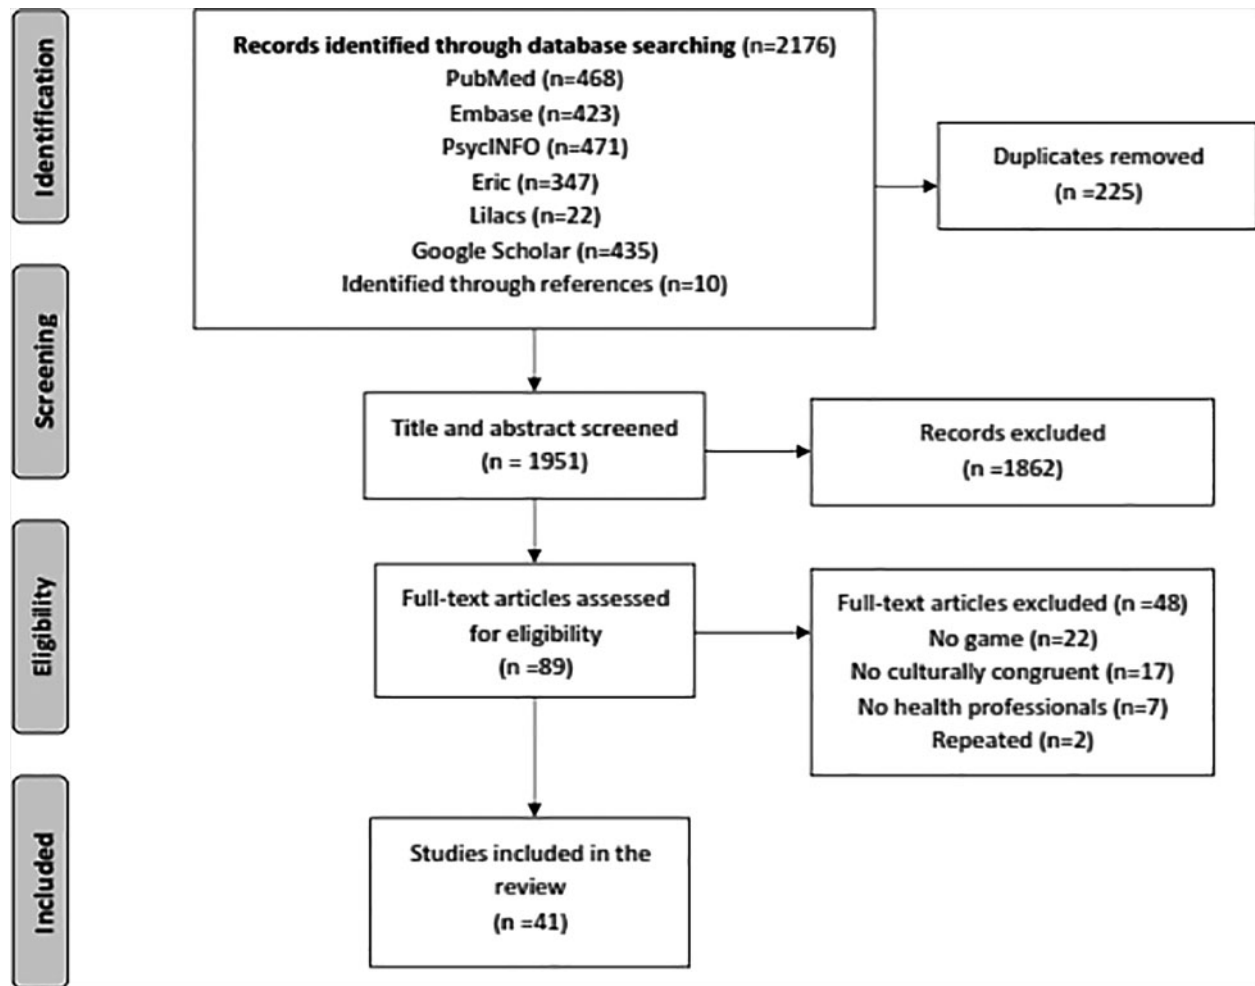 Identification
Records identified through database searching (n=2176)
PubMed (n=468)
Embase (n=423)
PsycINFO (n=471)
Eric (n=347)
Lilacs (n=22)
Google Scholar (n=435)
Identified through references (n=10)
Duplicates removed
(n =225)
Screening
Title and abstract screened
(n = 1951)
Records excluded
(n =1862)
Eligibility
Full-text articles assessed
for eligibility
(n =89)
Full-text articles excluded (n =48)
No game (n=22)
No culturally congruent (n=17)
No health professionals (n=7)
Repeated (n=2)
Included
Studies included in the
review
(n =41)